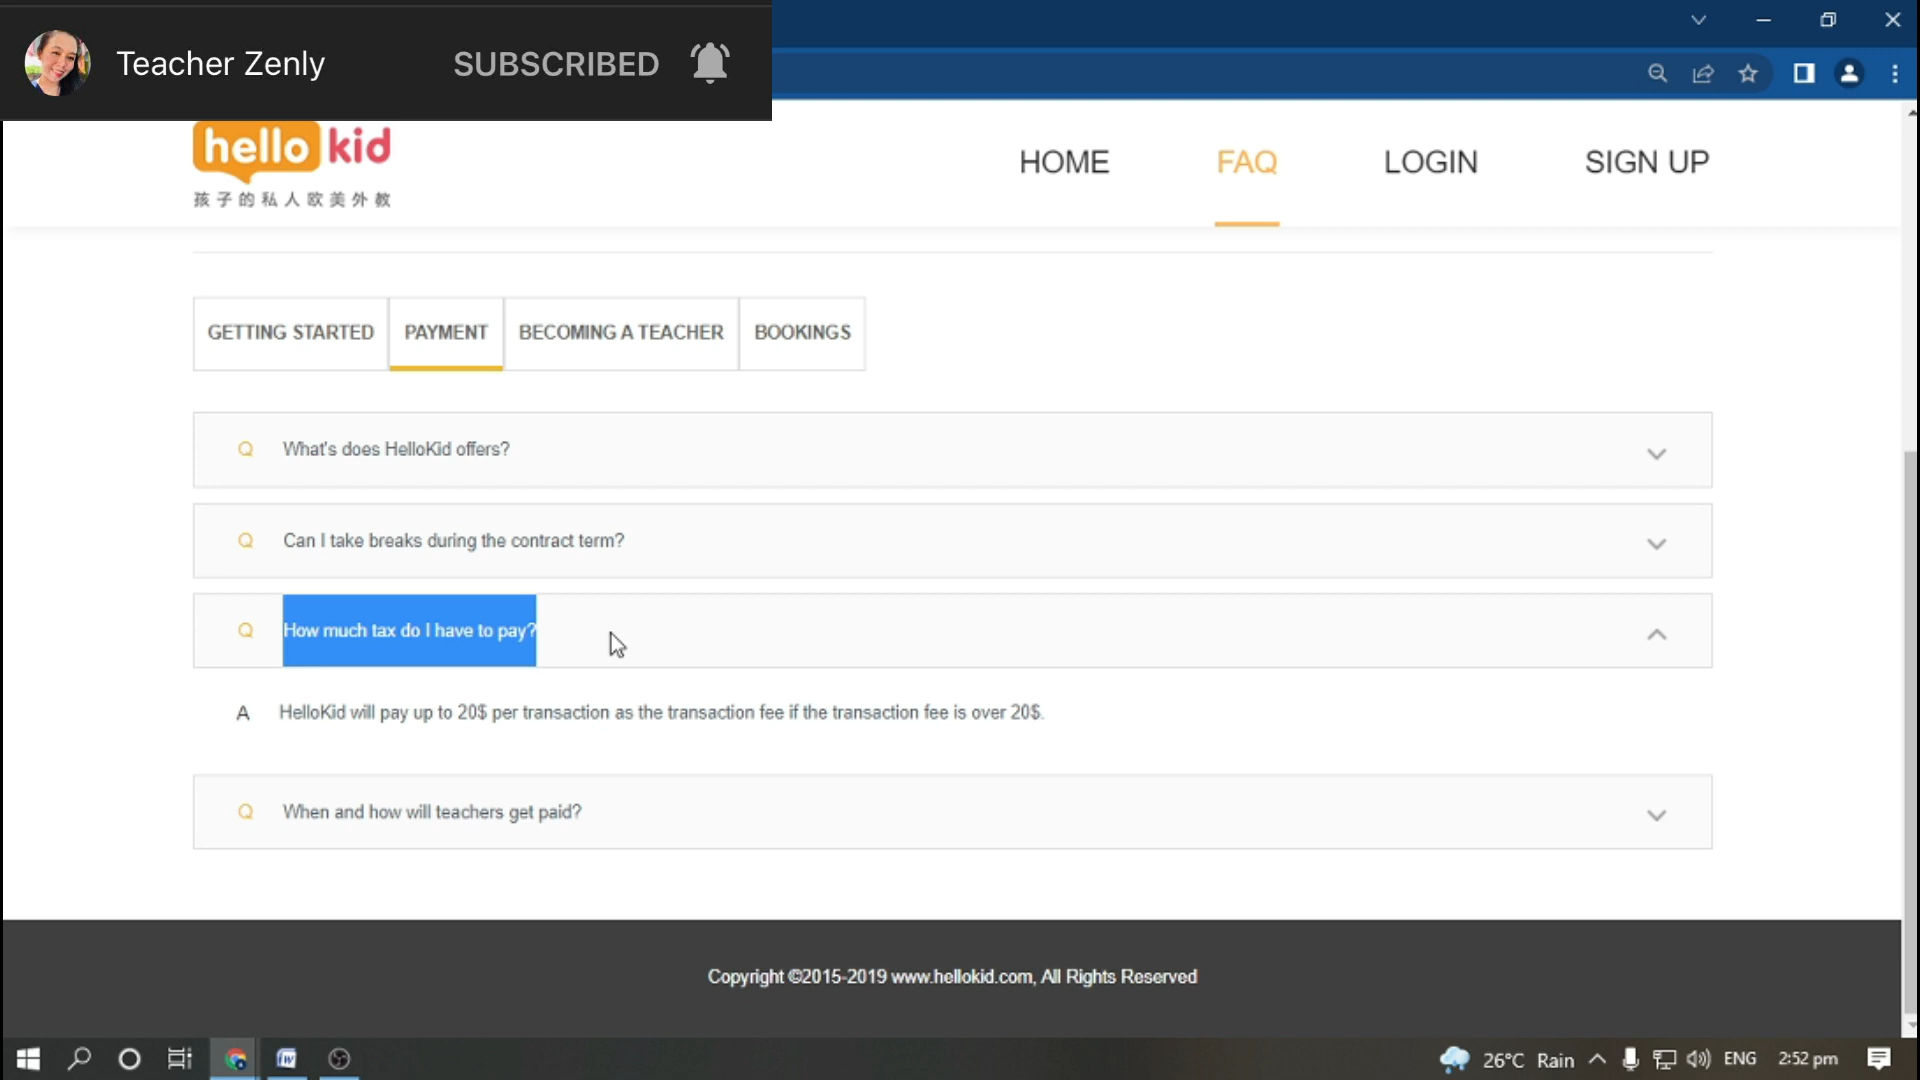 Teacher Zenly
SUBSCRIBED
hello kid
孩子的私人欧美外教
HOME
FAQ
LOGIN
SIGN UP
GETTING STARTED
PAYMENT
BECOMING A TEACHER
BOOKINGS
Q What's does HelloKid offers?
Q Can I take breaks during the contract term?
Q How much tax do I have to pay?
A HelloKid will pay up to 20$ per transaction as the transaction fee if the transaction fee is over 20$.
Q When and how will teachers get paid?
Copyright ©2015-2019 www.hellokid.com, All Rights Reserved
26°C Rain
ENG
2:52 pm